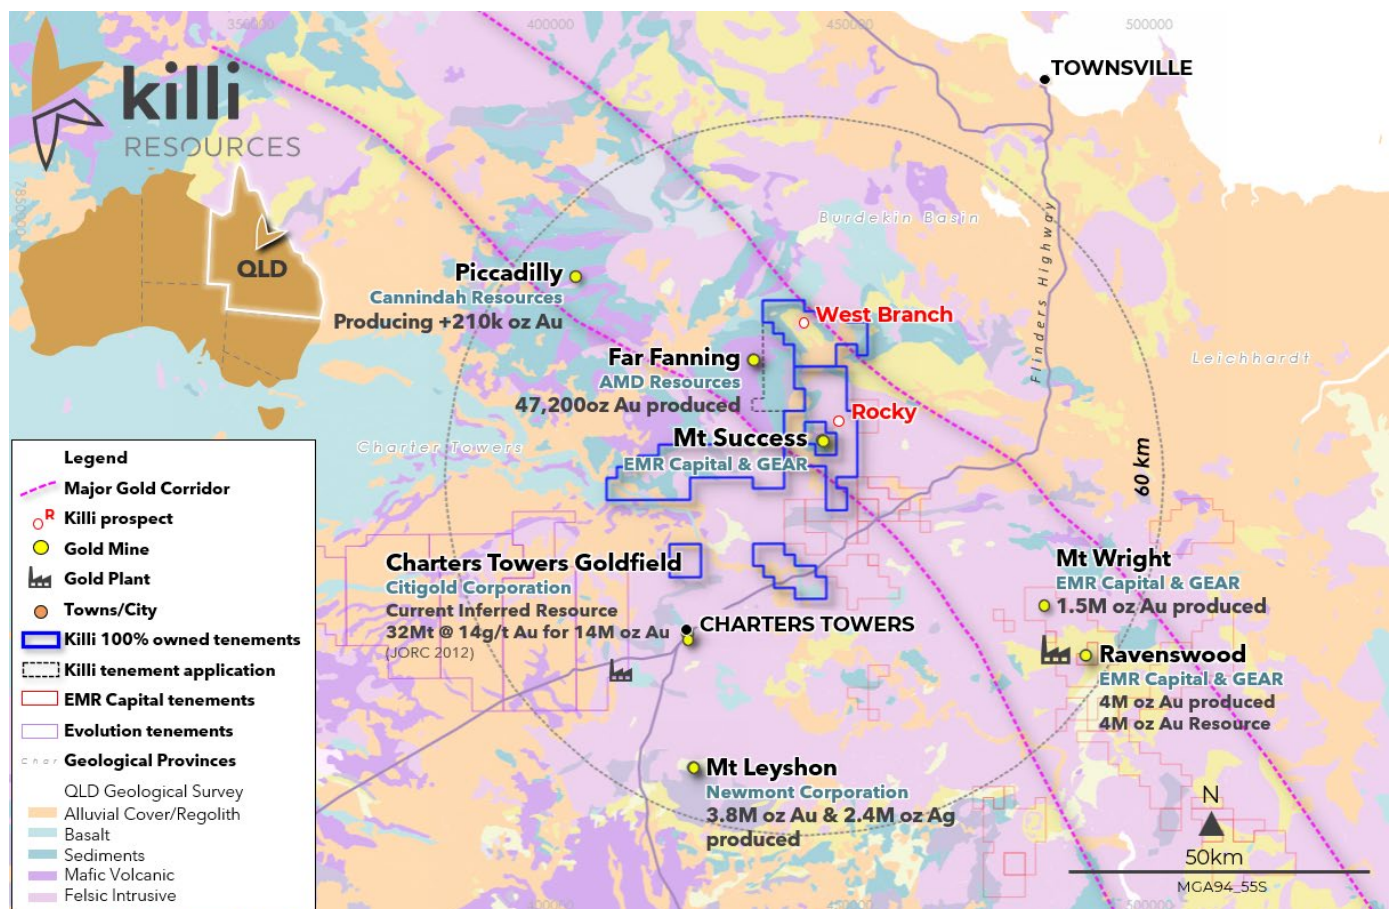 350000
400000
450000
500000
killi
RESOURCES
7850000
QLD
TOWNSVILLE
Burdekin Basin
Flinders Highway
Leichhardt
Piccadilly
Cannindah Resources
Producing +210k oz Au
West Branch
Far Fanning
AMD Resources
47,200oz Au produced
Rocky
Mt Success
EMR Capital & GEAR
Charter Towers
60 km
Charters Towers Goldfield
Citigold Corporation
Current Inferred Resource
32Mt @ 14g/t Au for 14M oz Au
(JORC 2012)
CHARTERS TOWERS
Mt Wright
EMR Capital & GEAR
1.5M oz Au produced
Ravenswood
EMR Capital & GEAR
4M oz Au produced
4M oz Au Resource
Mt Leyshon
Newmont Corporation
3.8M oz Au & 2.4M oz Ag
produced
N
50km
MGA94_55S
400000
500000
Legend
Major Gold Corridor
R Killi prospect
Gold Mine
Gold Plant
Towns/City
Killi 100% owned tenements
Killi tenement application
EMR Capital tenements
Evolution tenements
Char Geological Provinces
QLD Geological Survey
Alluvial Cover/Regolith
Basalt
Sediments
Mafic Volcanic
Felsic Intrusive